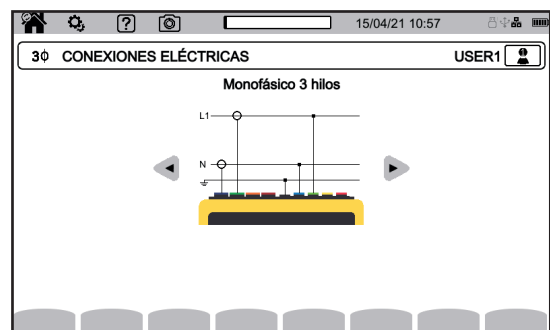 ? 15/04/21 10:57
3ϕ CONEXIONES ELÉCTRICAS USER1
Monofásico 3 hilos
L1
N